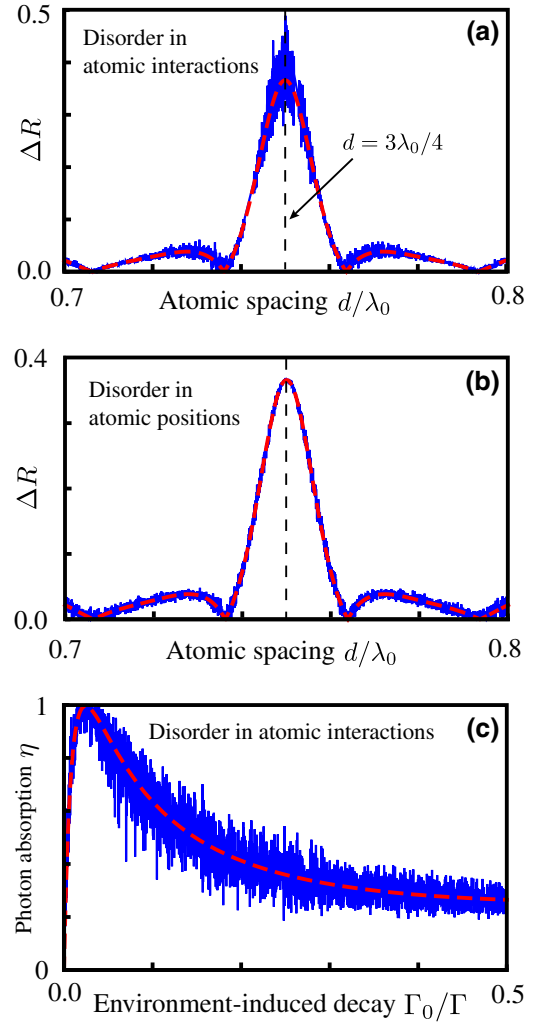 0.5
(a)
Disorder in
atomic interactions
ΔR
d = 3λ₀/4
0.0
0.7
Atomic spacing d/λ₀
0.8
0.4
(b)
Disorder in
atomic positions
ΔR
0.0
0.7
Atomic spacing d/λ₀
0.8
1
Disorder in atomic interactions
(c)
Photon absorption η
0
0.0
Environment-induced decay Γ₀/Γ
0.5